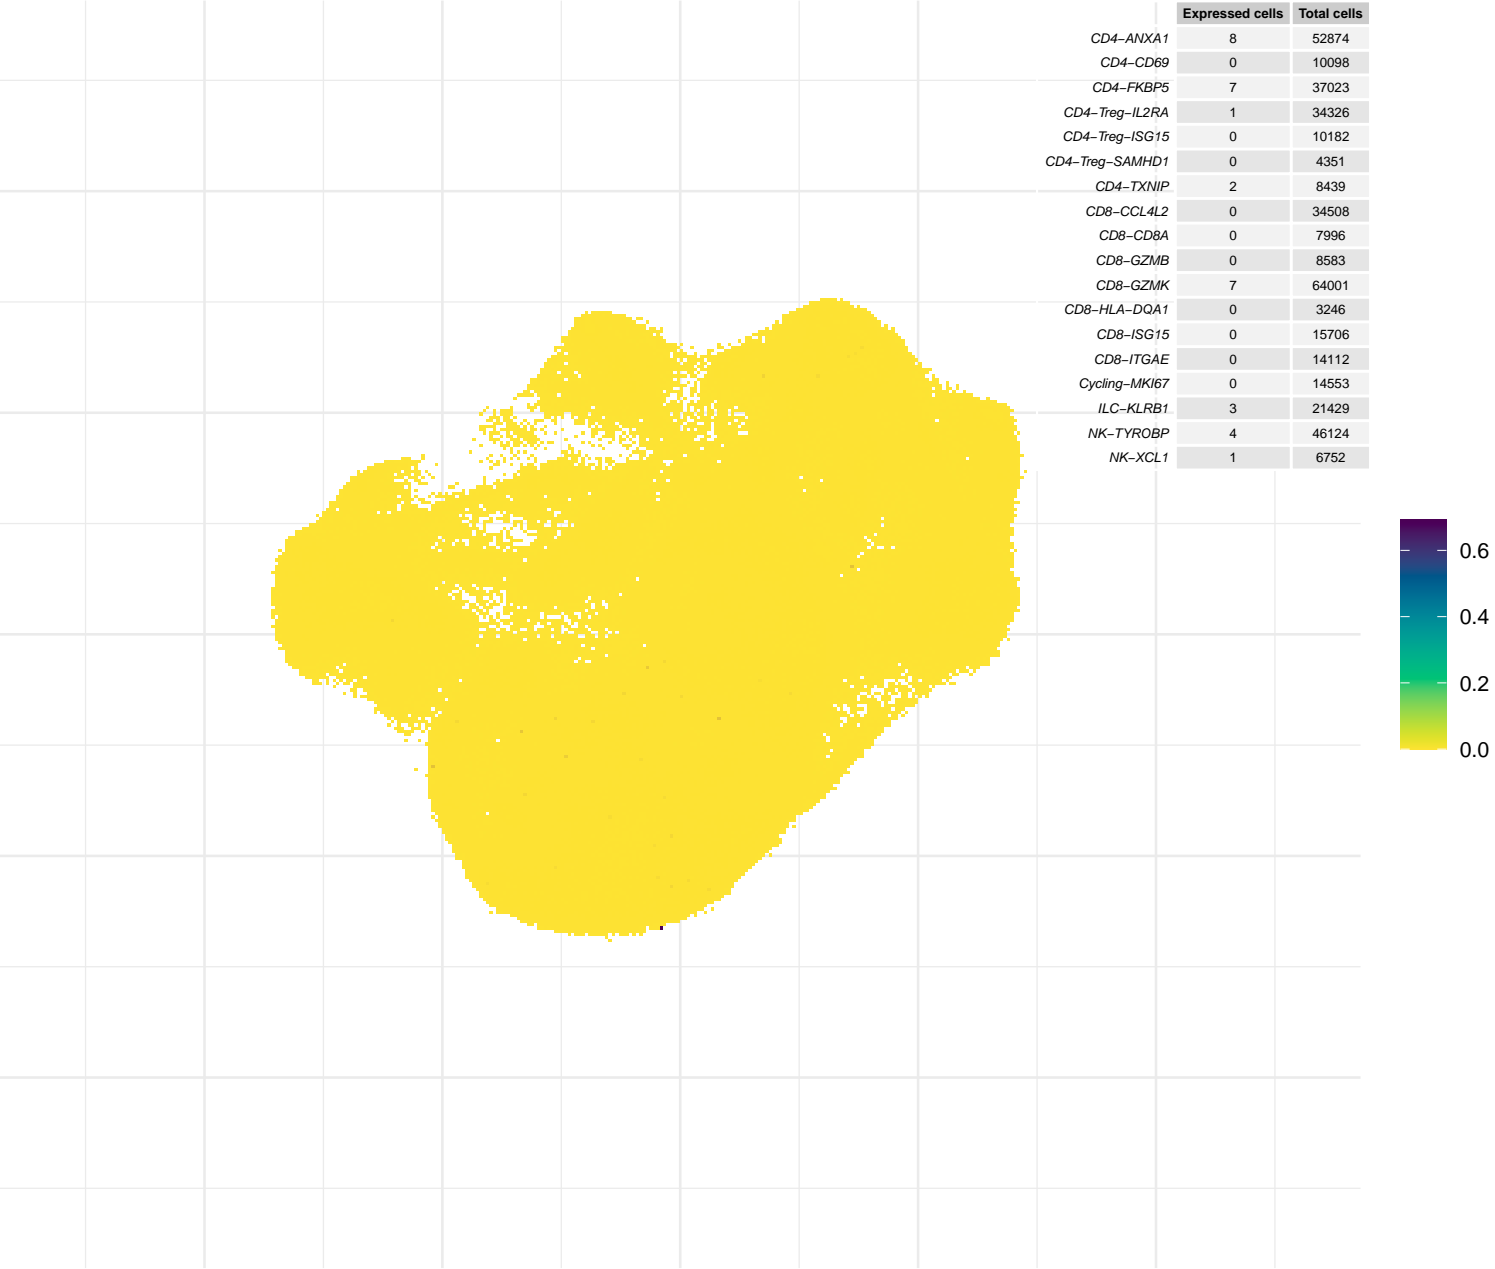 Expressed cells Total cells
CD4−ANXA1 8 52874
CD4−CD69 0 10098
CD4−FKBP5 7 37023
CD4−Treg−IL2RA 1 34326
CD4−Treg−ISG15 0 10182
CD4−Treg−SAMHD1 0 4351
CD4−TXNIP 2 8439
CD8−CCL4L2 0 34508
CD8−CD8A 0 7996
CD8−GZMB 0 8583
CD8−GZMK 7 64001
CD8−HLA−DQA1 0 3246
CD8−ISG15 0 15706
CD8−ITGAE 0 14112
Cycling−MKI67 0 14553
ILC−KLRB1 3 21429
NK−TYROBP 4 46124
NK−XCL1 1 6752
0.6
0.4
0.2
0.0